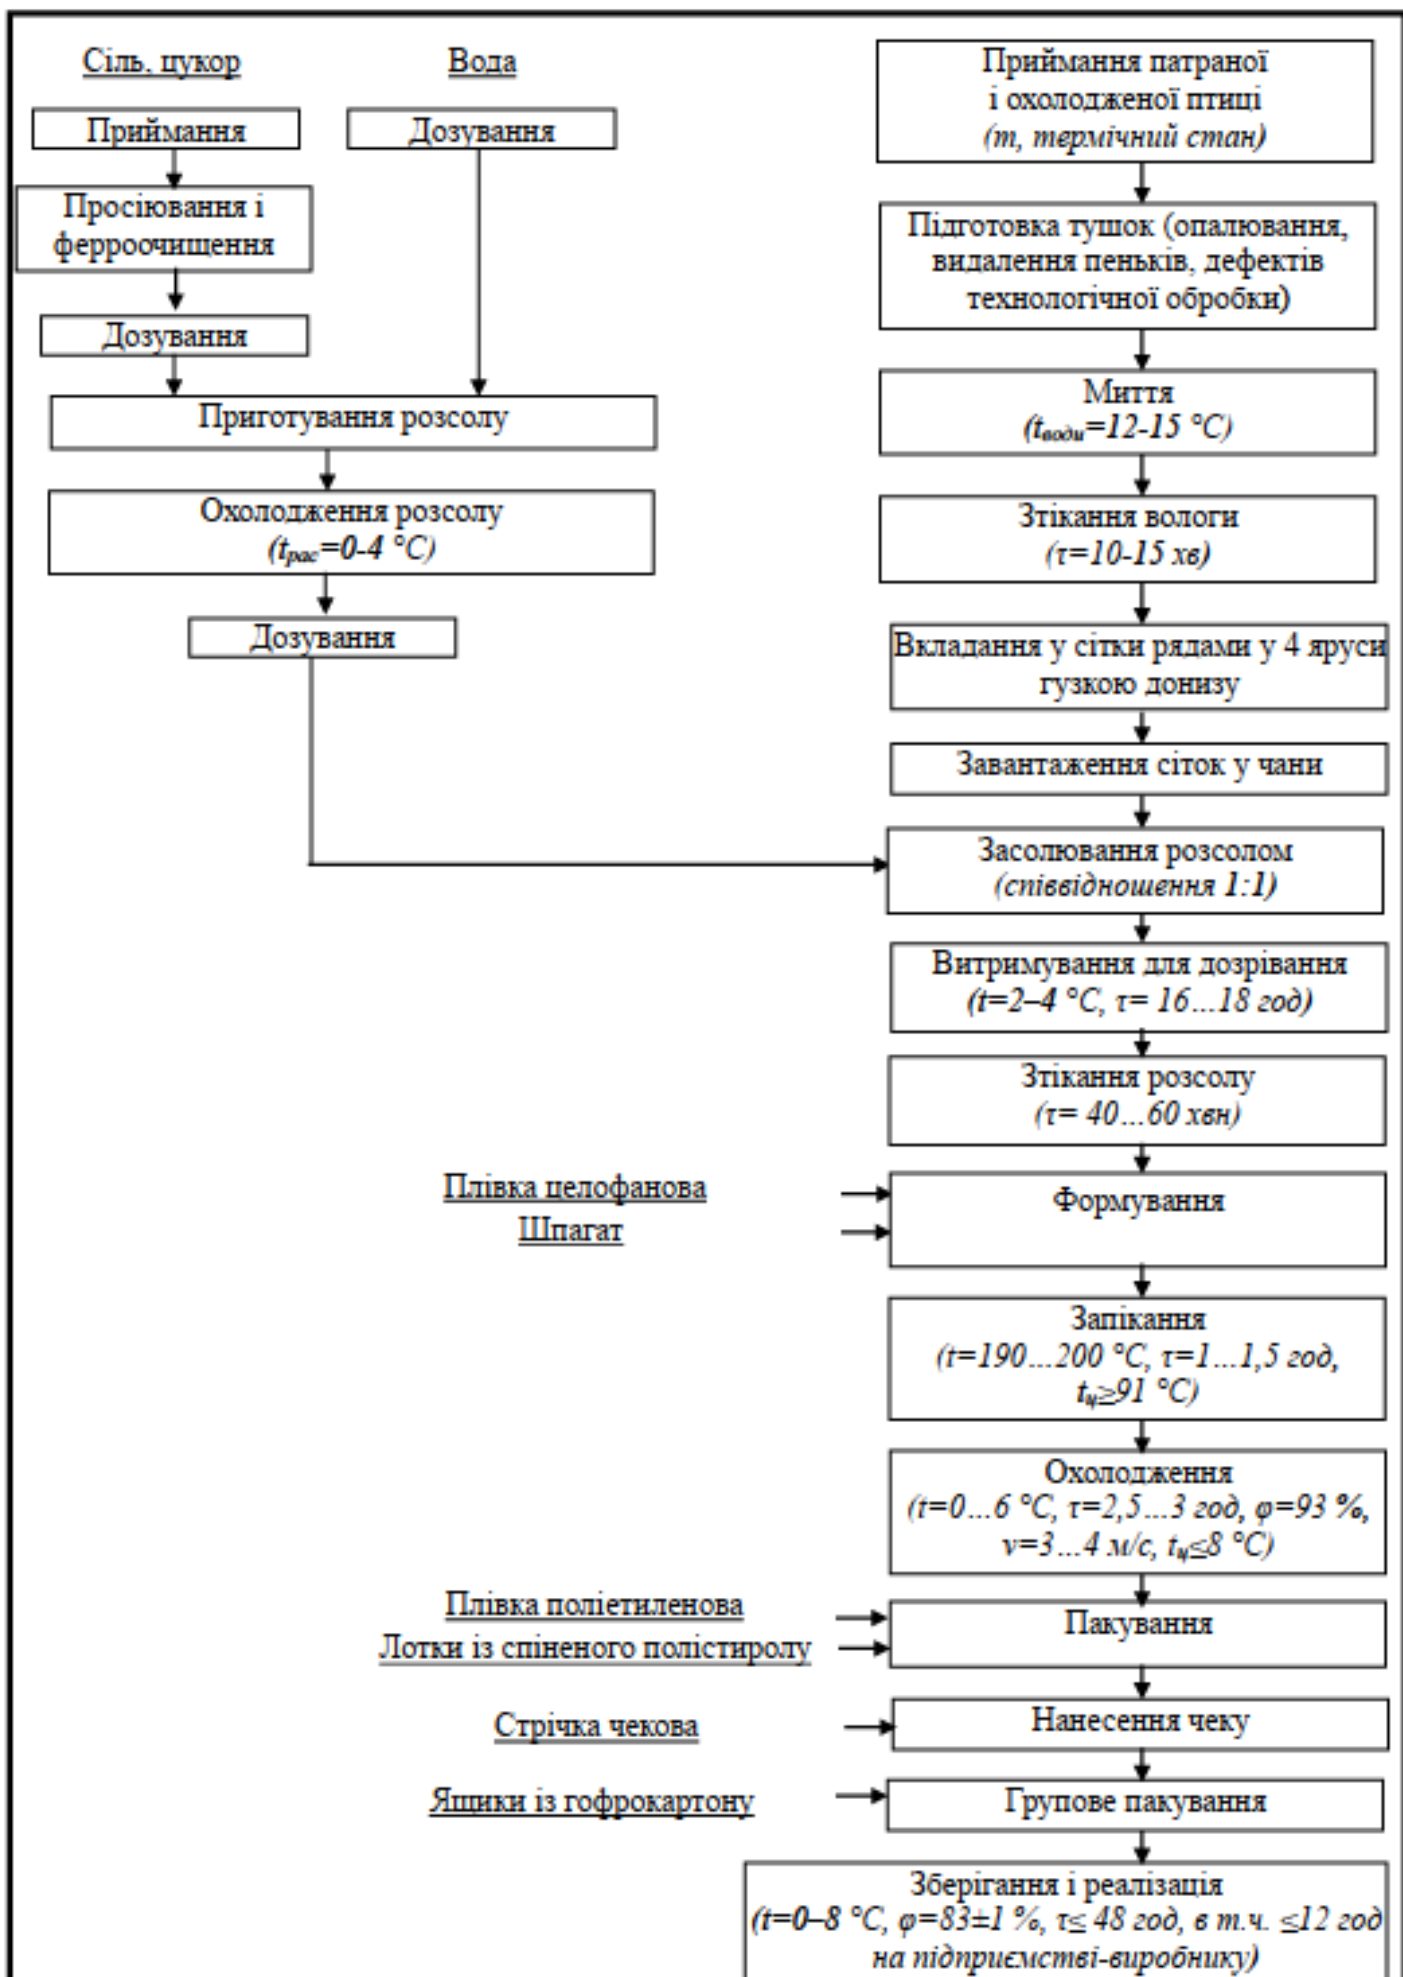 Сіль, цукор
Вода
Приймання
Дозування
Просіювання і
ферроочищення
Дозування
Приготування розсолу
Охолодження розсолу
(tрас=0-4 °C)
Дозування
Приймання патраної
і охолодженої птиці
(т, термічний стан)
Підготовка тушок (опалювання,
видалення пеньків, дефектів
технологічної обробки)
Миття
(tводи=12-15 °C)
Зтікання вологи
(τ=10-15 хв)
Вкладання у сітки рядами у 4 яруси
гузкою донизу
Завантаження сіток у чани
Засолювання розсолом
(співвідношення 1:1)
Витримування для дозрівання
(t=2–4 °C, τ= 16...18 год)
Зтікання розсолу
(τ= 40...60 хвн)
Плівка целофанова
Шпагат
Формування
Запікання
(t=190...200 °C, τ=1...1,5 год,
tц≥91 °C)
Охолодження
(t=0...6 °C, τ=2,5...3 год, φ=93 %,
v=3...4 м/с, tц≤8 °C)
Плівка поліетиленова
Лотки із спіненого полістиролу
Пакування
Стрічка чекова
Нанесення чеку
Ящики із гофрокартону
Групове пакування
Зберігання і реалізація
(t=0–8 °C, φ=83±1 %, τ≤ 48 год, в т.ч. ≤12 год
на підприємстві-виробнику)